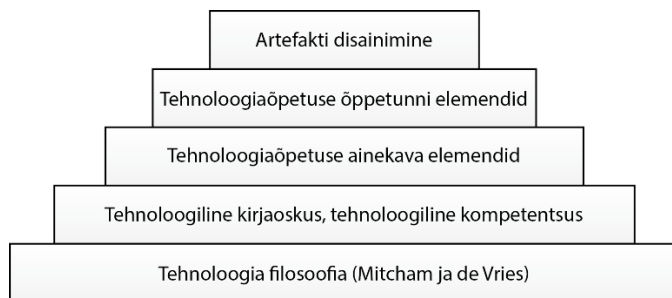 Artefakti disainimine
Tehnoloogiaõpetuse õppetunni elemendid
Tehnoloogiaõpetuse ainekava elemendid
Tehnoloogiline kirjaoskus, tehnoloogiline kompetentsus
Tehnoloogia filosoofia (Mitcham ja de Vries)